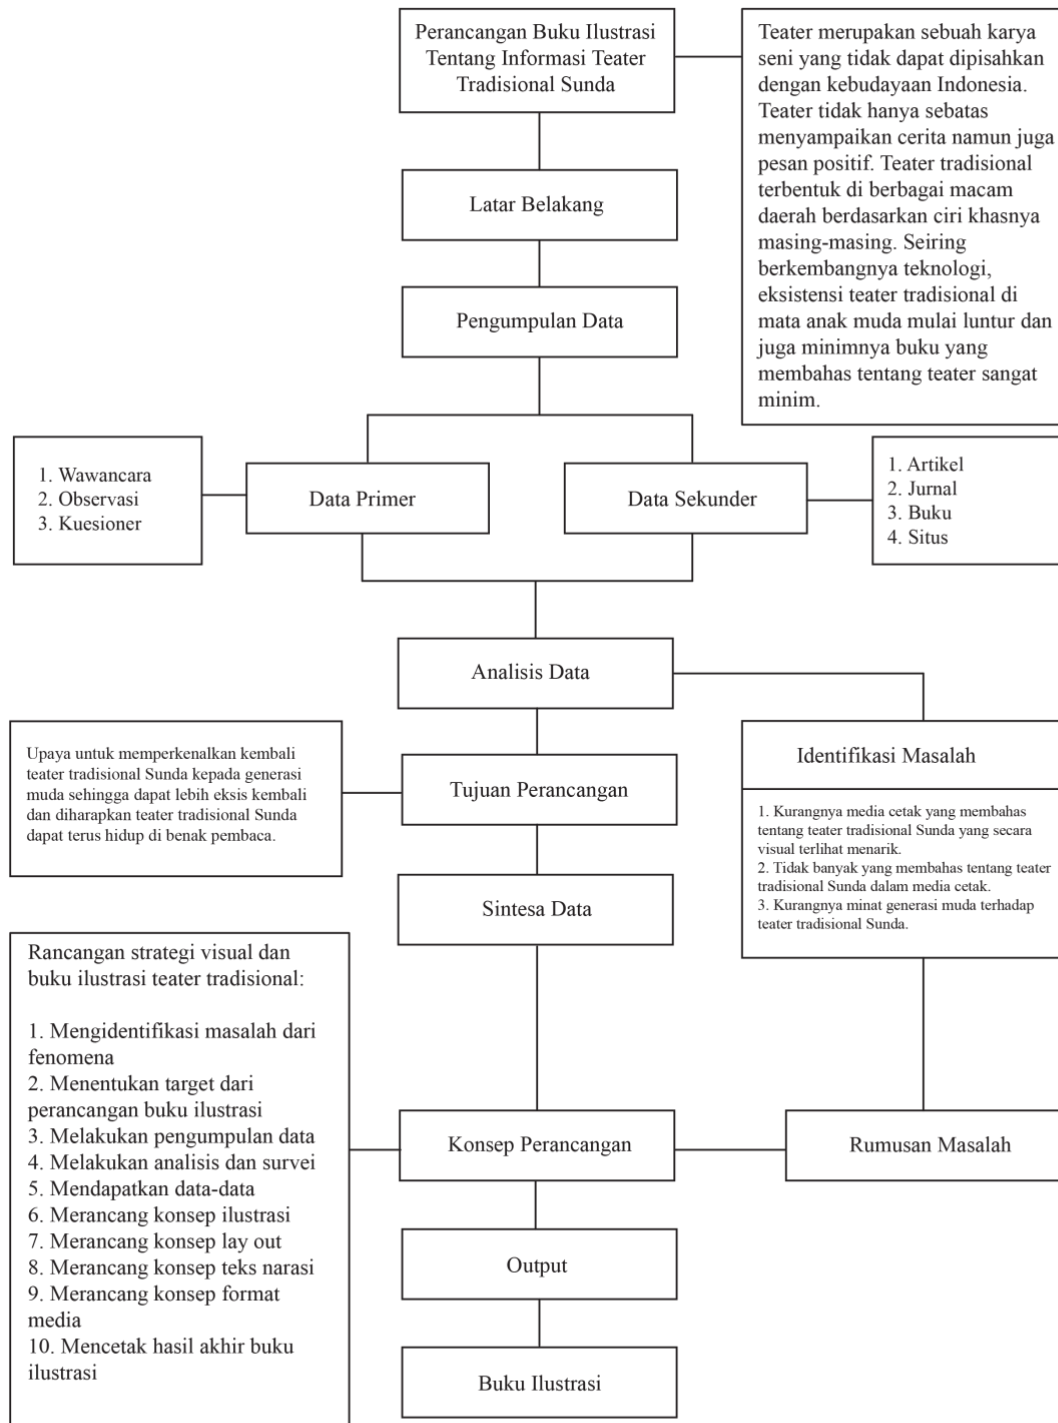 Perancangan Buku Ilustrasi
Tentang Informasi Teater
Tradisional Sunda
Teater merupakan sebuah karya
seni yang tidak dapat dipisahkan
dengan kebudayaan Indonesia.
Teater tidak hanya sebatas
menyampaikan cerita namun juga
pesan positif. Teater tradisional
terbentuk di berbagai macam
daerah berdasarkan ciri khasnya
masing-masing. Seiring
berkembangnya teknologi,
eksistensi teater tradisional di
mata anak muda mulai luntur dan
juga minimnya buku yang
membahas tentang teater sangat
minim.
Latar Belakang
Pengumpulan Data
1. Wawancara
2. Observasi
3. Kuesioner
Data Primer
Data Sekunder
1. Artikel
2. Jurnal
3. Buku
4. Situs
Analisis Data
Upaya untuk memperkenalkan kembali
teater tradisional Sunda kepada generasi
muda sehingga dapat lebih eksis kembali
dan diharapkan teater tradisional Sunda
dapat terus hidup di benak pembaca.
Tujuan Perancangan
Identifikasi Masalah
1. Kurangnya media cetak yang membahas
tentang teater tradisional Sunda yang secara
visual terlihat menarik.
2. Tidak banyak yang membahas tentang teater
tradisional Sunda dalam media cetak.
3. Kurangnya minat generasi muda terhadap
teater tradisional Sunda.
Sintesa Data
Rancangan strategi visual dan
buku ilustrasi teater tradisional:
1. Mengidentifikasi masalah dari
fenomena
2. Menentukan target dari
perancangan buku ilustrasi
3. Melakukan pengumpulan data
4. Melakukan analisis dan survei
5. Mendapatkan data-data
6. Merancang konsep ilustrasi
7. Merancang konsep lay out
8. Merancang konsep teks narasi
9. Merancang konsep format
media
10. Mencetak hasil akhir buku
ilustrasi
Konsep Perancangan
Rumusan Masalah
Output
Buku Ilustrasi